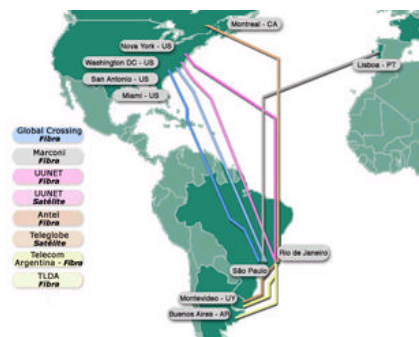 Montreal - CA
Nova York - US
Washington DC - US
Lisboa - PT
San Antonio - US
Miami - US
Global Crossing
Fibra
Marconi
Fibra
UUNET
Fibra
UUNET
Satélite
Antel
Fibra
Teleglobe
Satélite
Telecom
Argentina - Fibra
TLDA
Fibra
Rio de Janeiro
São Paulo
Montevideo - UY
Buenos Aires - AR